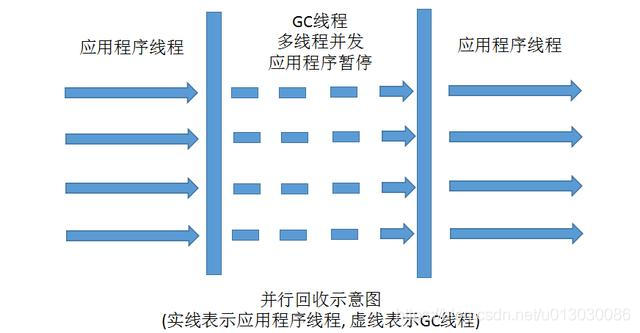 应用程序线程
GC线程
多线程并发
应用程序暂停
应用程序线程
并行回收示意图
(实线表示应用程序线程, 虚线表示GC线程)
csdn.net/u013030086